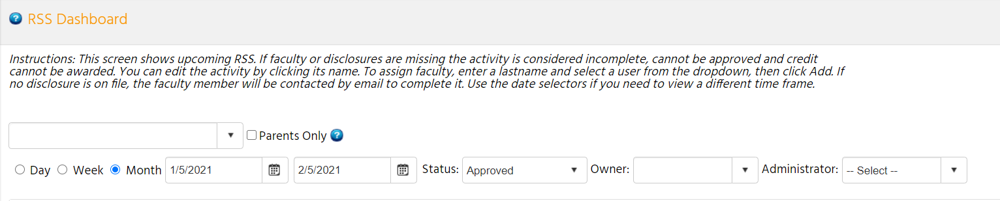 RSS Dashboard
Instructions: This screen shows upcoming RSS. If faculty or disclosures are missing the activity is considered incomplete, cannot be approved and credit
cannot be awarded. You can edit the activity by clicking its name. To assign faculty, enter a lastname and select a user from the dropdown, then click Add. If
no disclosure is on file, the faculty member will be contacted by email to complete it. Use the date selectors if you need to view a different time frame.
Parents Only
Day Week Month 1/5/2021 2/5/2021 Status: Approved Owner: Administrator: -- Select --